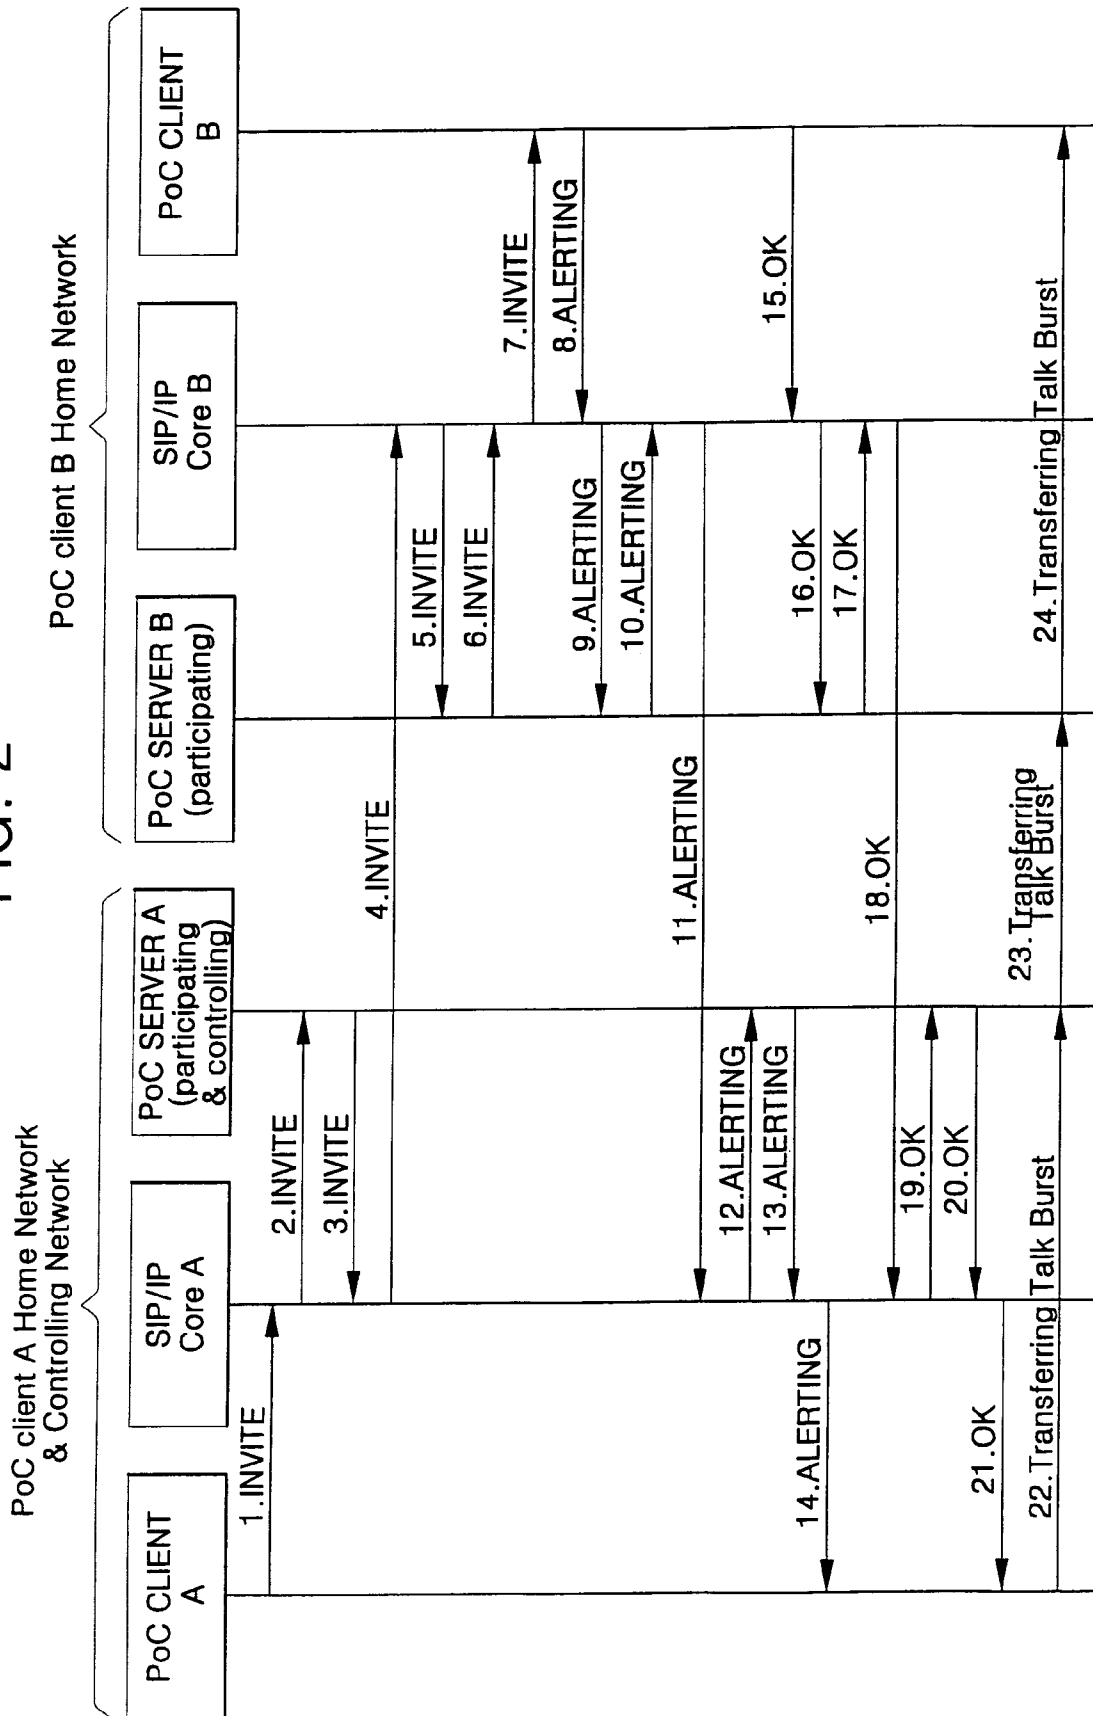 FIG. 2
PoC client A Home Network
& Controlling Network
PoC client B Home Network
PoC CLIENT
A
SIP/IP
Core A
PoC SERVER A
(participating
& controlling)
PoC SERVER B
(participating)
SIP/IP
Core B
PoC CLIENT
B
1.INVITE
2.INVITE
3.INVITE
4.INVITE
5.INVITE
6.INVITE
7.INVITE
8.ALERTING
9.ALERTING
10.ALERTING
11.ALERTING
12.ALERTING
13.ALERTING
14.ALERTING
15.OK
16.OK
17.OK
18.OK
19.OK
20.OK
21.OK
22.Transferring Talk Burst
23.Transferring
Talk Burst
24.Transferring Talk Burst